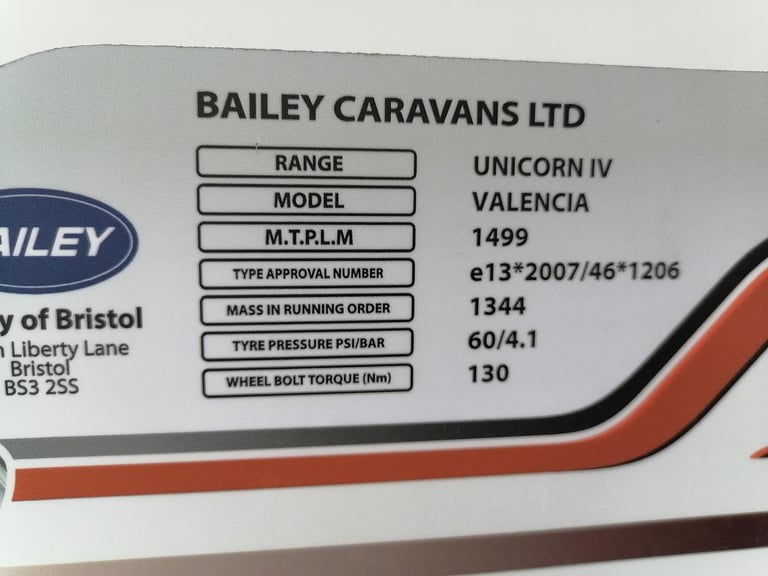 BAILEY CARAVANS LTD
RANGE UNICORN IV
MODEL VALENCIA
M.T.P.L.M 1499
TYPE APPROVAL NUMBER e13*2007/46*1206
MASS IN RUNNING ORDER 1344
TYRE PRESSURE PSI/BAR 60/4.1
WHEEL BOLT TORQUE (Nm) 130
AILEY
y of Bristol
Liberty Lane
Bristol
BS3 2SS